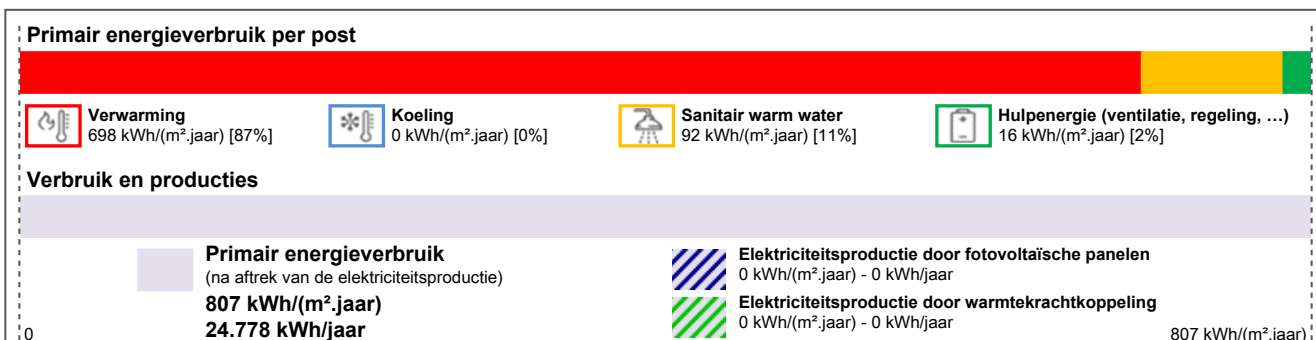 Primair energieverbruik per post
Verwarming
698 kWh/(m².jaar) [87%]
Koeling
0 kWh/(m².jaar) [0%]
Sanitair warm water
92 kWh/(m².jaar) [11%]
Hulpenergie (ventilatie, regeling, …)
16 kWh/(m².jaar) [2%]
Verbruik en producties
Primair energieverbruik
(na aftrek van de elektriciteitsproductie)
807 kWh/(m².jaar)
24.778 kWh/jaar
Elektriciteitsproductie door fotovoltaïsche panelen
0 kWh/(m².jaar) - 0 kWh/jaar
Elektriciteitsproductie door warmtekrachtkoppeling
0 kWh/(m².jaar) - 0 kWh/jaar
0
807 kWh/(m².jaar)